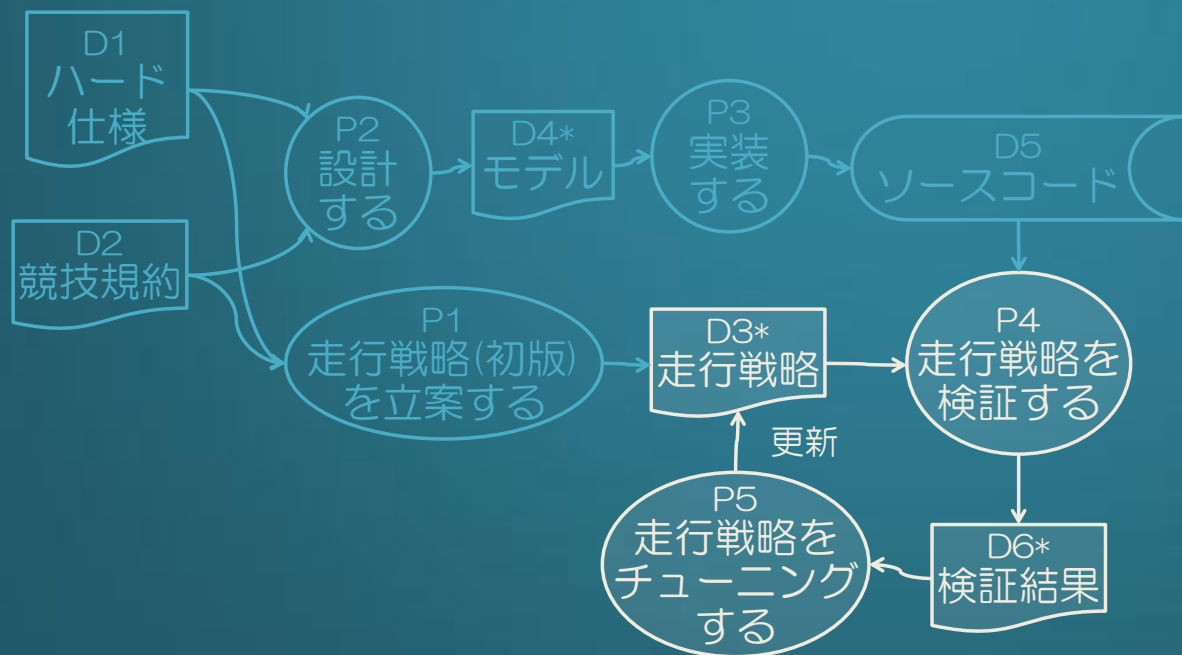 D1
ハード
仕様
P2
設計
する
D4*
モデル
P3
実装
する
D5
ソースコード
D2
競技規約
P1
走行戦略(初版)
を立案する
D3*
走行戦略
P4
走行戦略を
検証する
更新
P5
走行戦略を
チューニング
する
D6*
検証結果